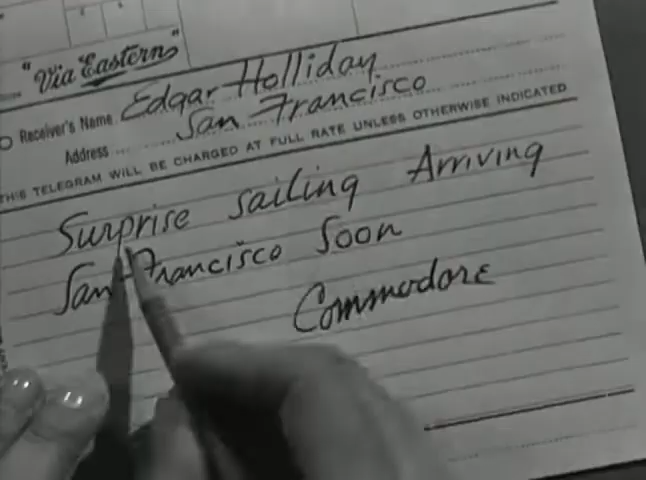 "Via Eastern"
Receiver's Name Edgar Holliday
Address San Francisco
THIS TELEGRAM WILL BE CHARGED AT FULL RATE UNLESS OTHERWISE INDICATED
Surprise sailing Arriving
San Francisco Soon
Commodore